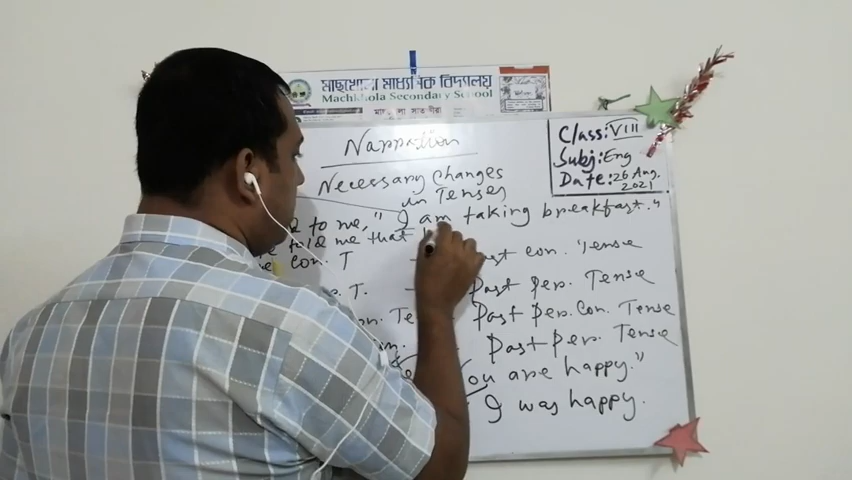 মাছখোলা মাধ্যমিক বিদ্যালয়
Machkhola Secondary School
Class: VIII
Subj: Eng
Date: 26 Aug. 2021
Narration
Necessary changes
in Tenses
to me, " I am taking breakfast. "
told me that
con. T Past con. Tense
T. Past per. Tense
Past per. con. Tense
Past per. Tense
you are happy."
I was happy.